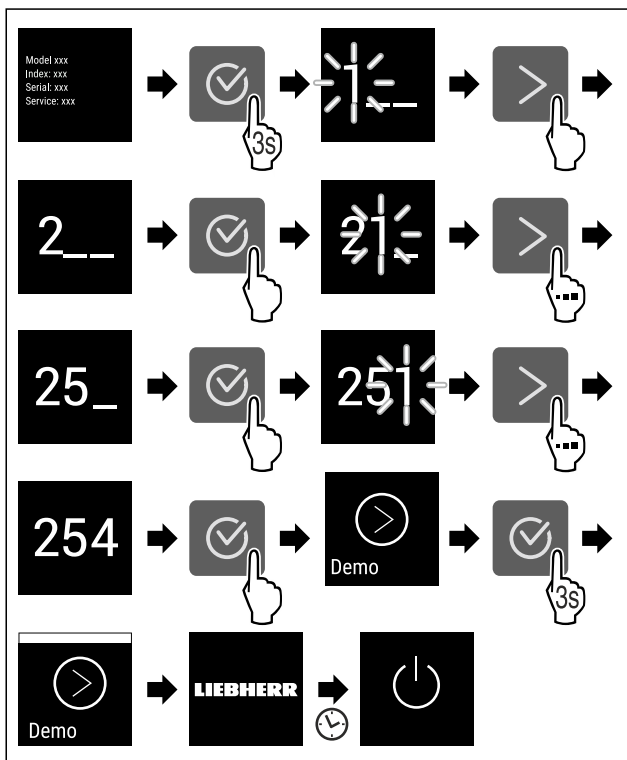 Model xxx
Index: xxx
Serial: xxx
Service: xxx
3s
1__
2__
21_
25_
251
254
Demo
3s
Demo
LIEBHERR